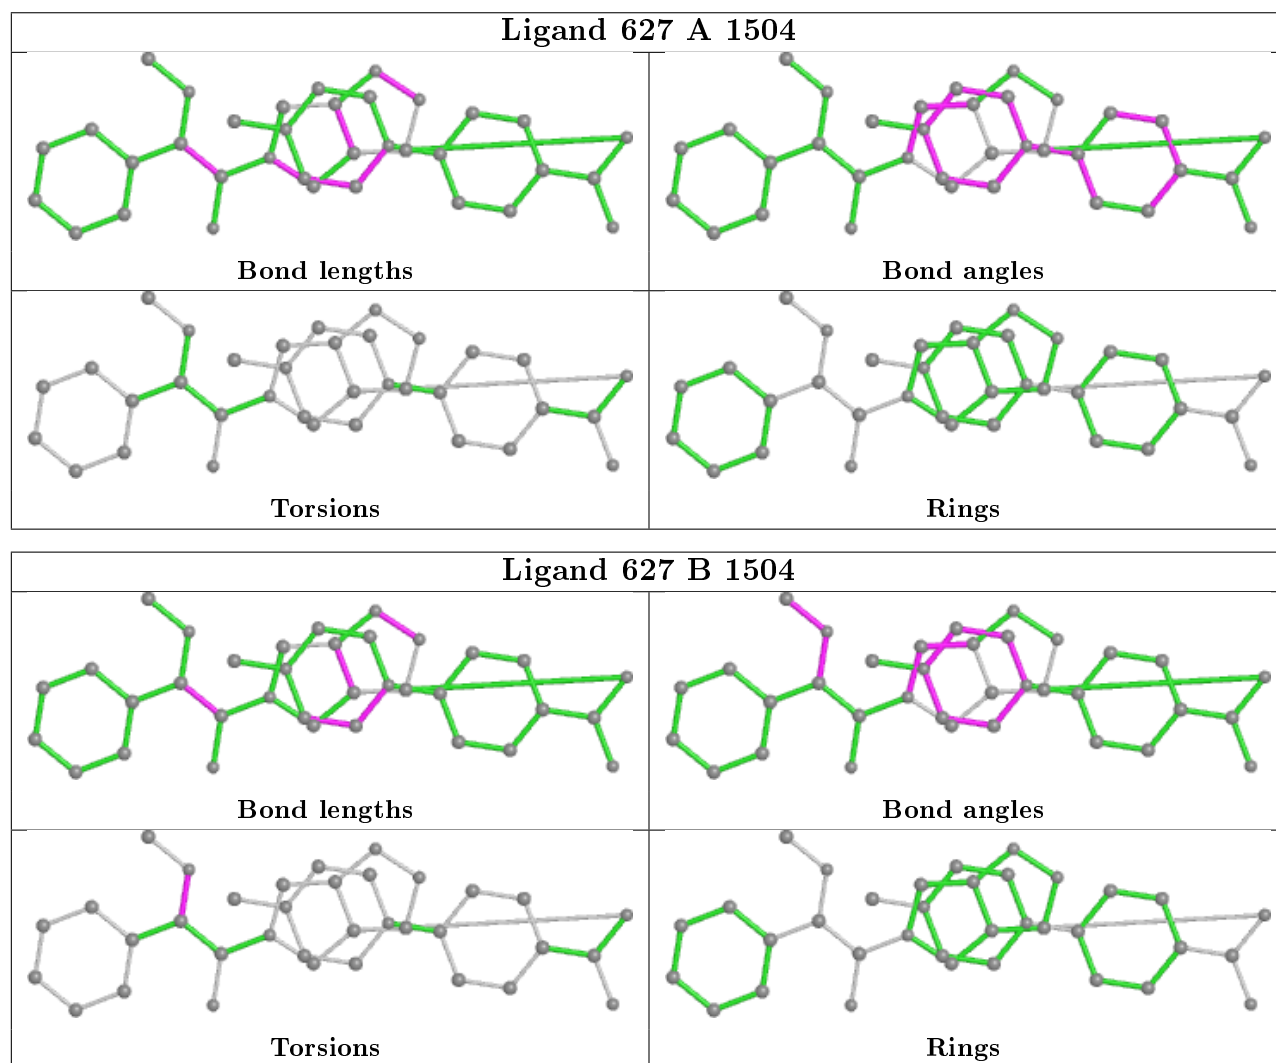 Ligand 627 A 1504
Bond lengths
Bond angles
Torsions
Rings
Ligand 627 B 1504
Bond lengths
Bond angles
Torsions
Rings